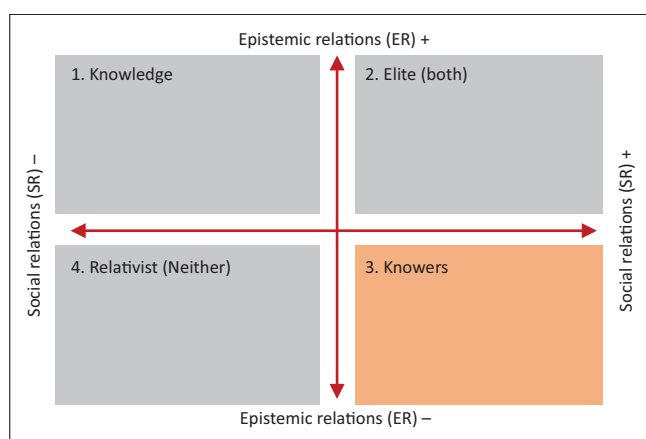 Epistemic relations (ER) +
1. Knowledge
2. Elite (both)
Social relations (SR) –
Social relations (SR) +
4. Relativist (Neither)
3. Knowers
Epistemic relations (ER) –